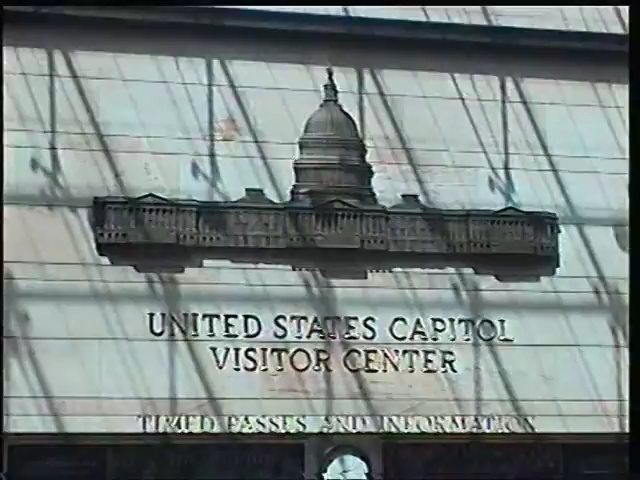 UNITED STATES CAPITOL
VISITOR CENTER
TIMED PASSES AND INFORMATION